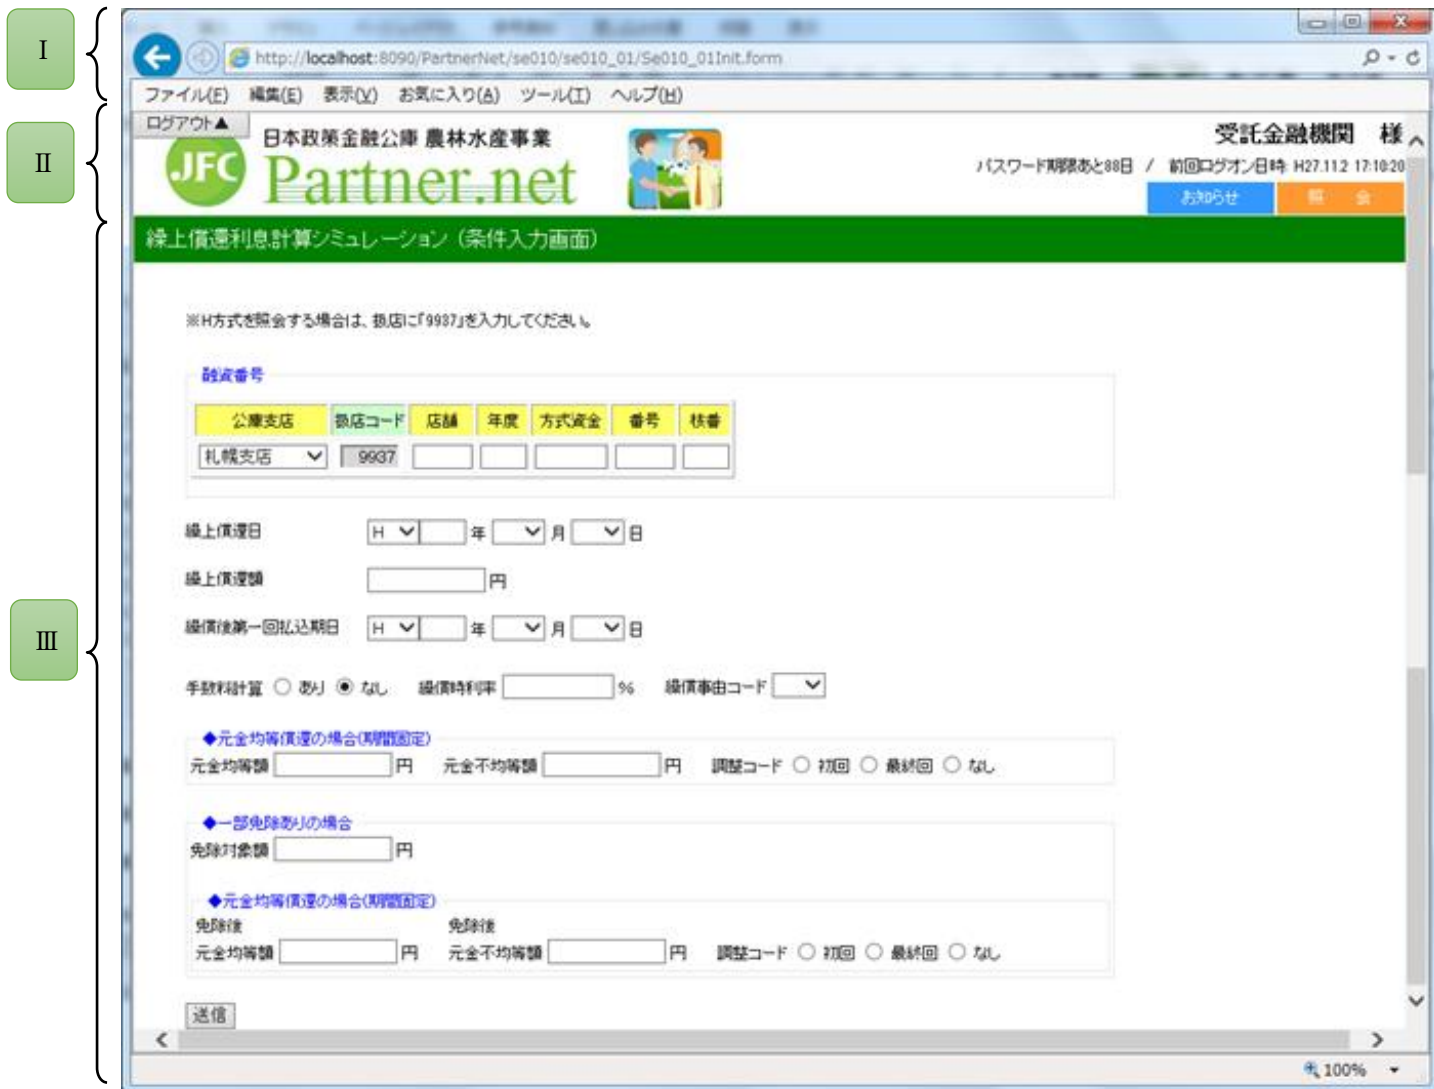 Ⅰ
http://localhost:8090/PartnerNet/se010/se010_01/Se010_01Init.form
ファイル(F) 編集(E) 表示(V) お気に入り(A) ツール(T) ヘルプ(H)
Ⅱ
ログアウト▲
JFC
日本政策金融公庫 農林水産事業
Partner.net
受託金融機関 様
パスワード期限あと88日 / 前回ログオン日時 H27.11.2 17:10:20
お知らせ 照 会
繰上償還利息計算シミュレーション(条件入力画面)
※H方式を照会する場合は、扱店に「9937」を入力してください。
融資番号
公庫支店 扱店コード 店舗 年度 方式資金 番号 枝番
札幌支店 9937
繰上償還日 H 年 月 日
繰上償還額 円
Ⅲ
繰償後第一回払込期日 H 年 月 日
手数料計算 あり なし 繰償時利率 % 繰償事由コード
◆元金均等償還の場合(期間固定)
元金均等額 円 元金不均等額 円 調整コード 初回 最終回 なし
◆一部免除ありの場合
免除対象額 円
◆元金均等償還の場合(期間固定)
免除後 免除後
元金均等額 円 元金不均等額 円 調整コード 初回 最終回 なし
送信
100%